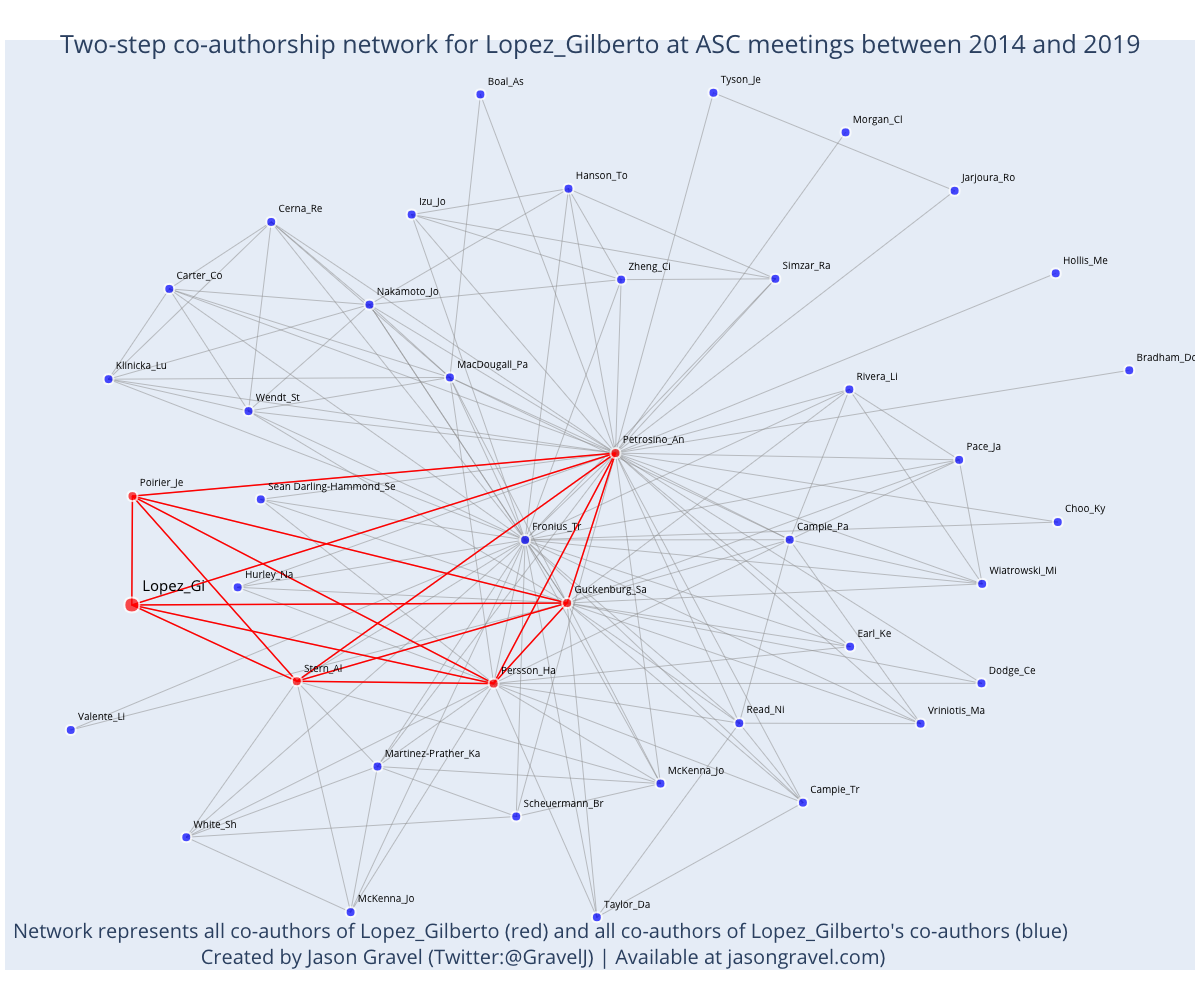 Two-step co-authorship network for Lopez_Gilberto at ASC meetings between 2014 and 2019
Boal_As
Tyson_Je
Morgan_Cl
Hanson_To
Jarjoura_Ro
Izu_Jo
Cerna_Re
Zheng_Ci
Simzar_Ra
Hollis_Me
Carter_Co
Nakamoto_Jo
Klinicka_Lu
MacDougall_Pa
Bradham_Do
Rivera_Li
Wendt_St
Petrosino_An
Pace_Ja
Poirier_Je
Sean Darling-Hammond_Se
Choo_Ky
Fronius_Tr
Campie_Pa
Wiatrowski_Mi
Hurley_Na
Lopez_Gi
Guckenburg_Sa
Earl_Ke
Stern_Al
Persson_Ha
Dodge_Ce
Valente_Li
Read_Ni
Vriniotis_Ma
Martinez-Prather_Ka
McKenna_Jo
Campie_Tr
Scheuermann_Br
White_Sh
McKenna_Jo
Taylor_Da
Network represents all co-authors of Lopez_Gilberto (red) and all co-authors of Lopez_Gilberto's co-authors (blue)
Created by Jason Gravel (Twitter:@GravelJ) | Available at jasongravel.com)